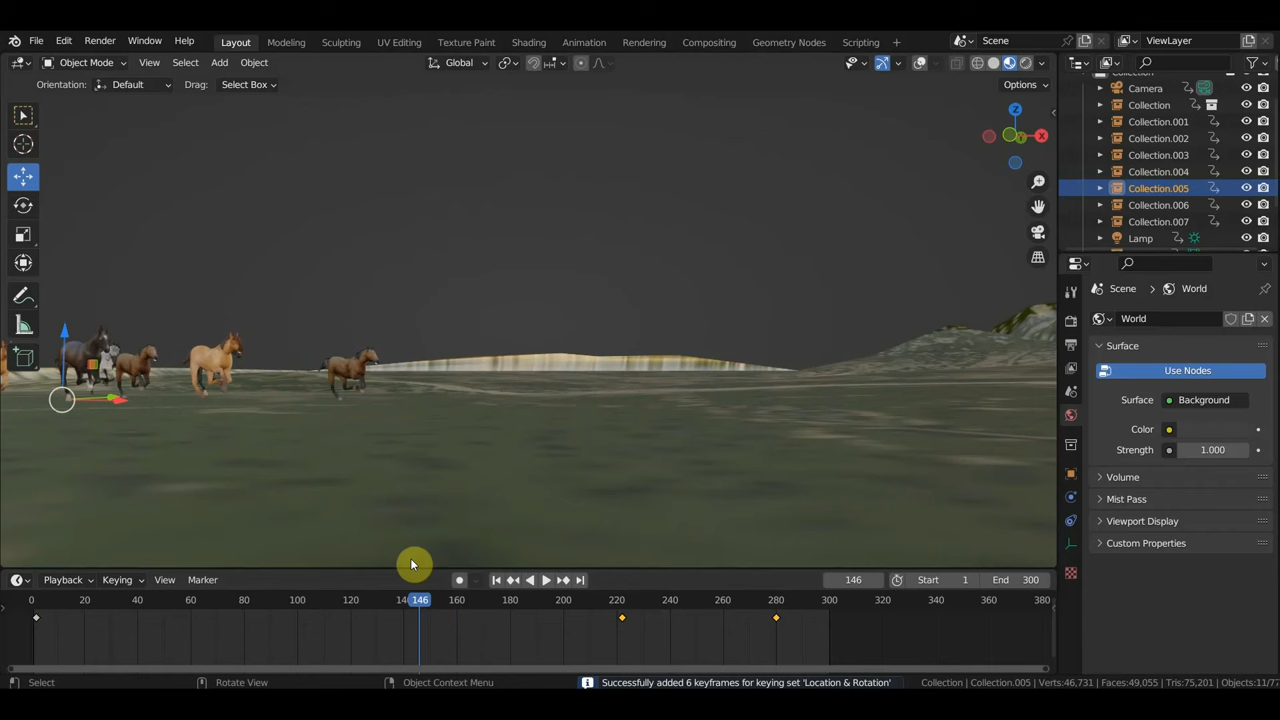 File Edit Render Window Help Layout Modeling Sculpting UV Editing Texture Paint Shading Animation Rendering Compositing Geometry Nodes Scripting Scene ViewLayer
Object Mode View Select Add Object Global
Orientation: Default Drag: Select Box Options
Z
X
Y
Camera
Collection
Collection.001
Collection.002
Collection.003
Collection.004
Collection.005
Collection.006
Collection.007
Lamp
Scene World
World
Surface
Use Nodes
Surface Background
Color
Strength 1.000
Volume
Mist Pass
Viewport Display
Custom Properties
Playback Keying View Marker 146 Start 1 End 300
0 20 40 60 80 100 120 146 160 180 200 220 240 260 280 300 320 340 360 380
Select Rotate View Object Context Menu Successfully added 6 keyframes for keying set 'Location & Rotation' Collection | Collection.005 | Verts:46,731 | Faces:49,055 | Tris:75,201 | Objects:11/77